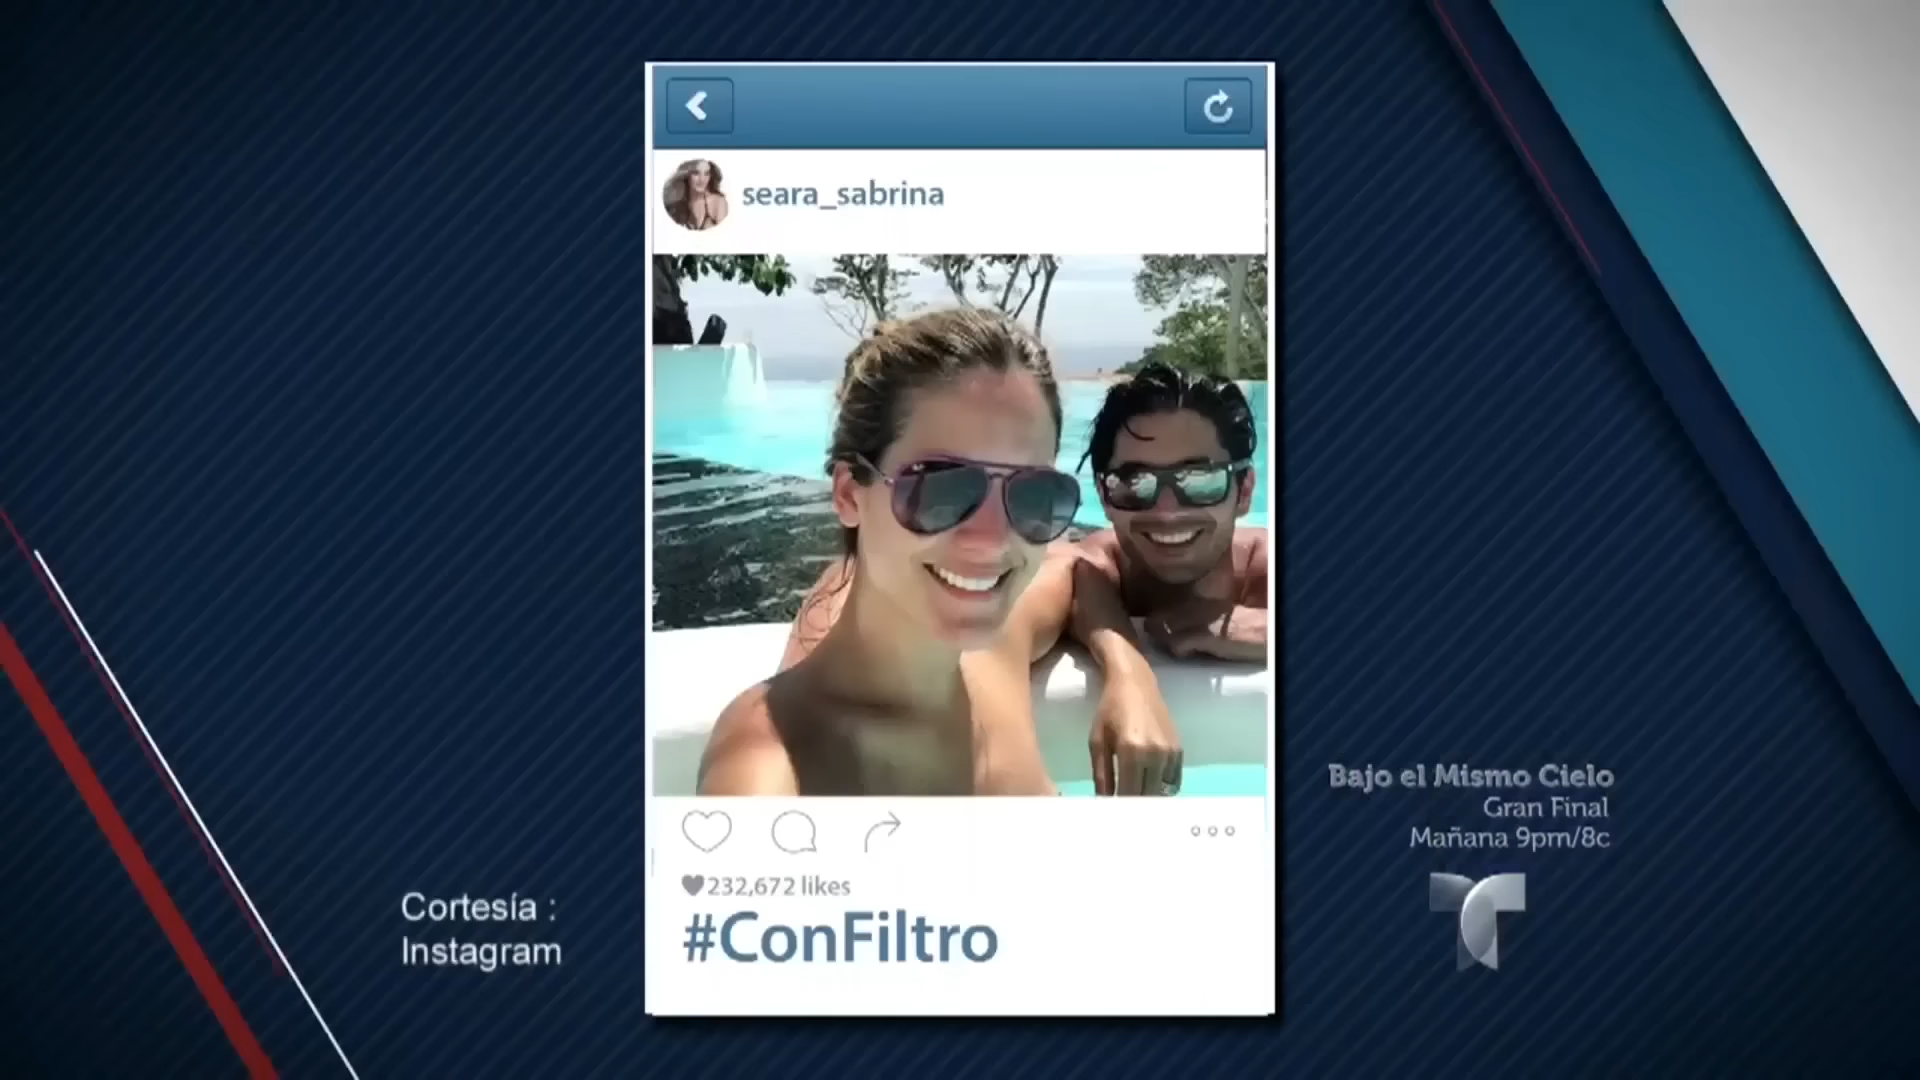 seara_sabrina
232,672 likes
#ConFiltro
Cortesía :
Instagram
Bajo el Mismo Cielo
Gran Final
Mañana 9pm/8c